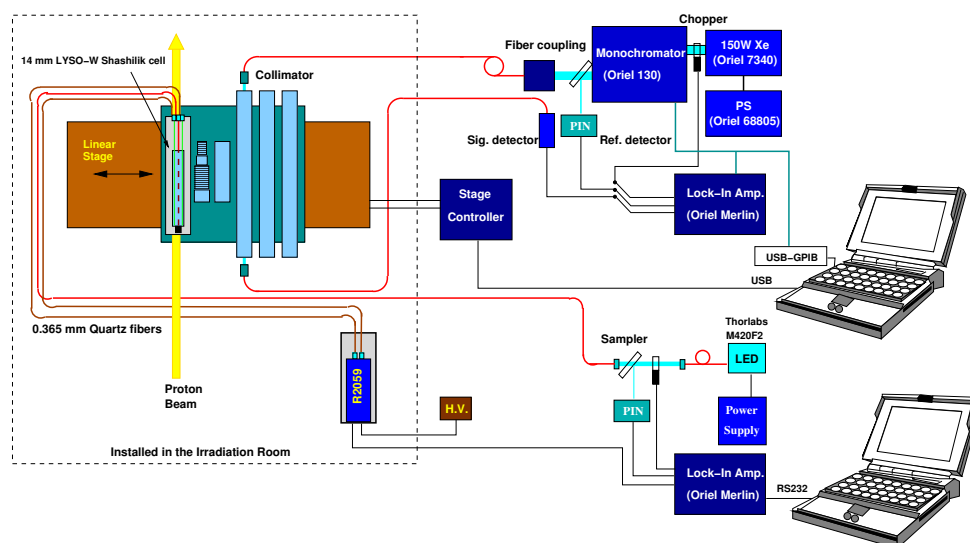 Chopper
Fiber coupling
Monochromator
(Oriel 130)
150W Xe
(Oriel 7340)
14 mm LYSO−W Shashilik cell
Collimator
PS
(Oriel 68805)
PIN
Sig. detector
Ref. detector
Linear
Stage
Stage
Controller
Lock−In Amp.
(Oriel Merlin)
USB−GPIB
USB
0.365 mm Quartz fibers
Proton
Beam
R2059
H.V.
Sampler
Thorlabs
M420F2
LED
PIN
Power
Supply
Installed in the Irradiation Room
Lock−In Amp.
(Oriel Merlin)
RS232